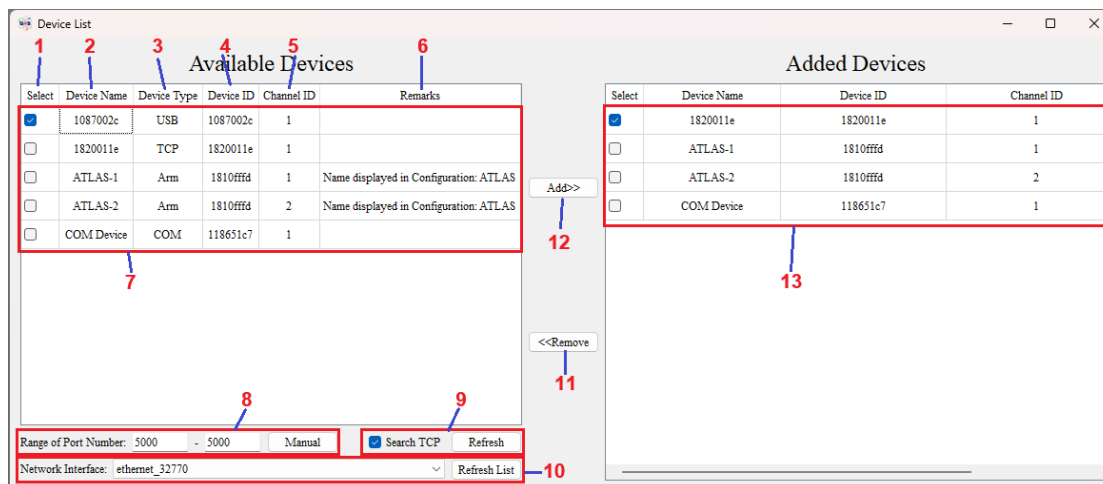 Device List
1 2 3 4 5 6
Available Devices
Added Devices
Select Device Name Device Type Device ID Channel ID Remarks
Select Device Name Device ID Channel ID
1087002c USB 1087002c 1
1820011e TCP 1820011e 1
ATLAS-1 Arm 1810fffd 1 Name displayed in Configuration: ATLAS
ATLAS-2 Arm 1810fffd 2 Name displayed in Configuration: ATLAS
COM Device COM 118651c7 1
7
Add>>
12
1820011e 1820011e 1
ATLAS-1 1810fffd 1
ATLAS-2 1810fffd 2
COM Device 118651c7 1
13
<<Remove
11
8
9
Range of Port Number: 5000 - 5000 Manual
Search TCP Refresh
Network Interface: ethernet_32770 Refresh List
10